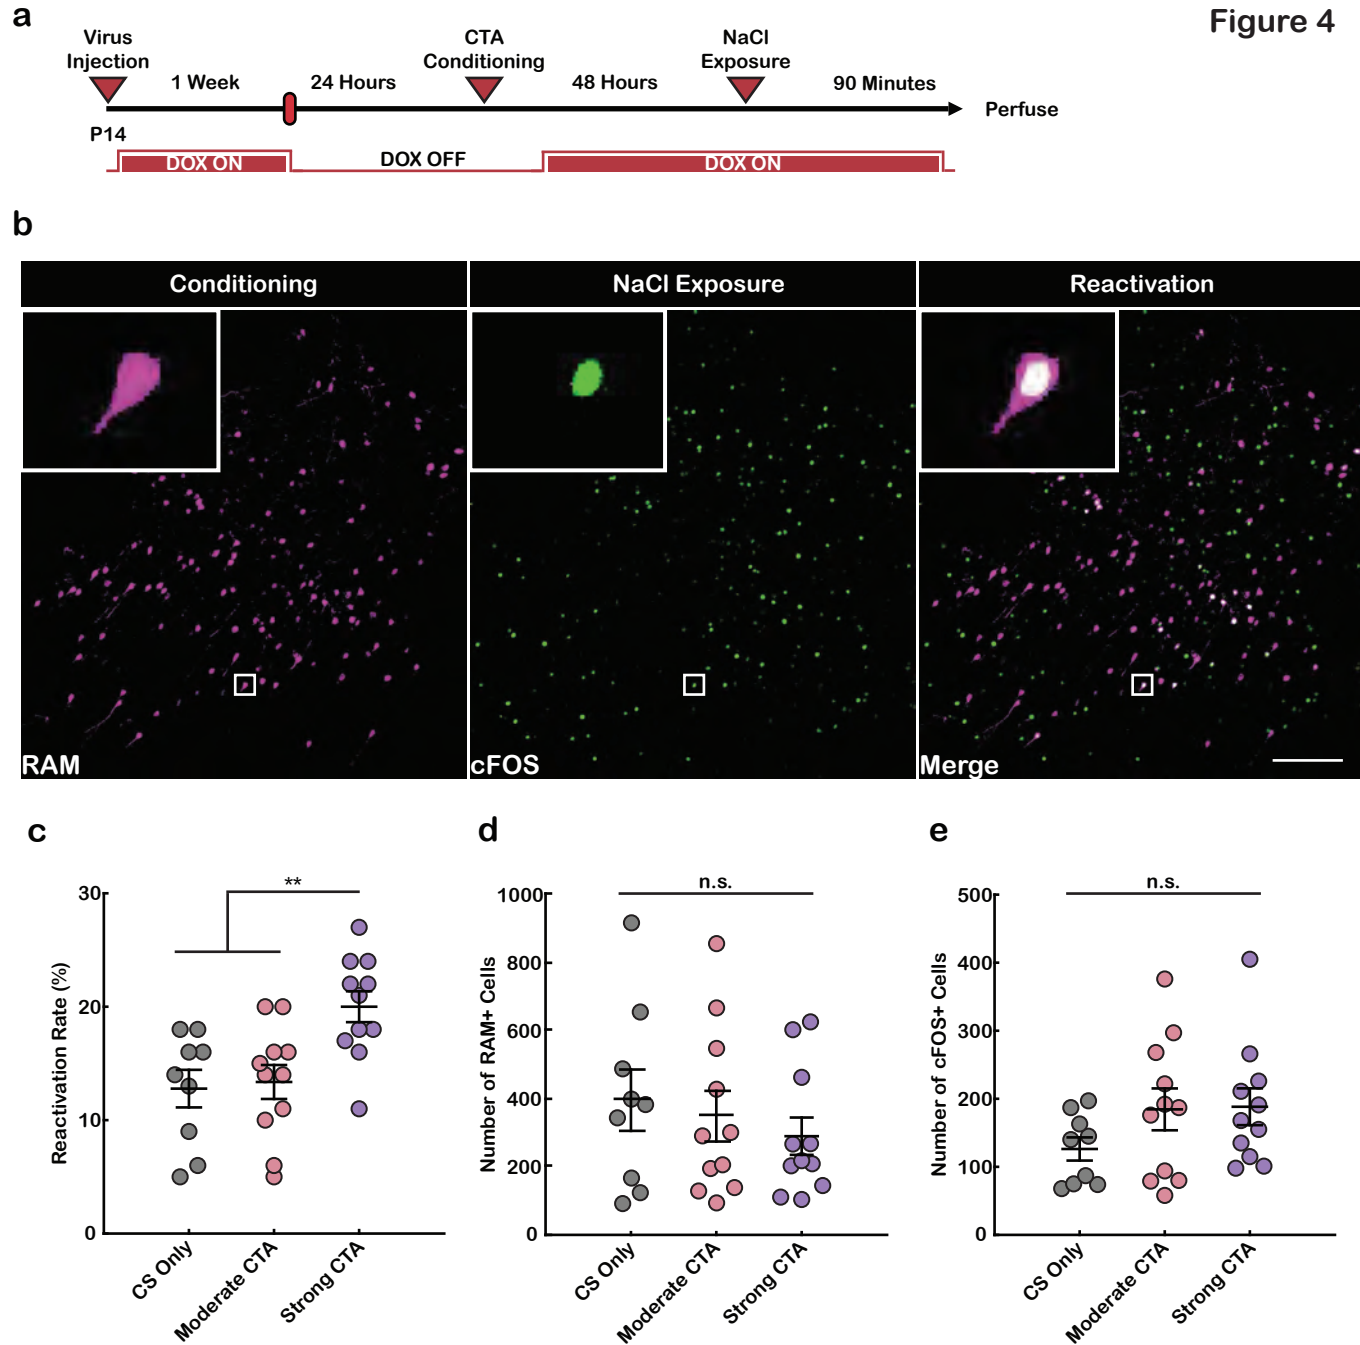 a
Figure 4
Virus
Injection
1 Week
24 Hours
CTA
Conditioning
48 Hours
NaCl
Exposure
90 Minutes
Perfuse
P14
DOX ON
DOX OFF
DOX ON
b
Conditioning
NaCl Exposure
Reactivation
RAM
cFOS
Merge
c
Reactivation Rate (%)
30
20
10
0
**
CS Only
Moderate CTA
Strong CTA
d
Number of RAM+ Cells
1000
800
600
400
200
0
n.s.
CS Only
Moderate CTA
Strong CTA
e
Number of cFOS+ Cells
500
400
300
200
100
0
n.s.
CS Only
Moderate CTA
Strong CTA